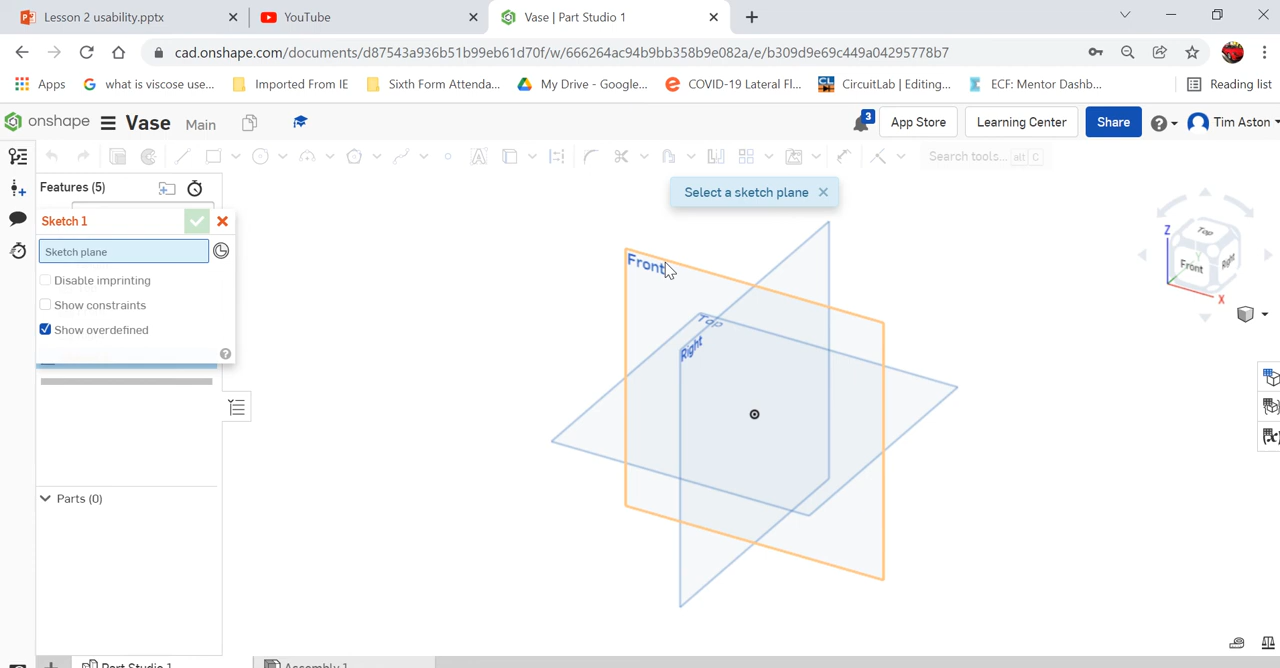 Lesson 2 usability.pptx
YouTube
Vase | Part Studio 1
cad.onshape.com/documents/d87543a936b51b99eb61d70f/w/666264ac94b9bb358b9e082a/e/b309d9e69c449a04295778b7
Apps
what is viscose use...
Imported From IE
Sixth Form Attenda...
My Drive - Google...
COVID-19 Lateral Fl...
CircuitLab | Editing...
ECF: Mentor Dashb...
Reading list
onshape
Vase
Main
3
App Store
Learning Center
Share
Tim Aston
Search tools...
alt
C
Features (5)
Select a sketch plane
Sketch 1
Sketch plane
Disable imprinting
Show constraints
Show overdefined
Parts (0)
Front
Top
Right
Top
Front
Right
Z
Y
X
Part Studio 1
Assembly 1